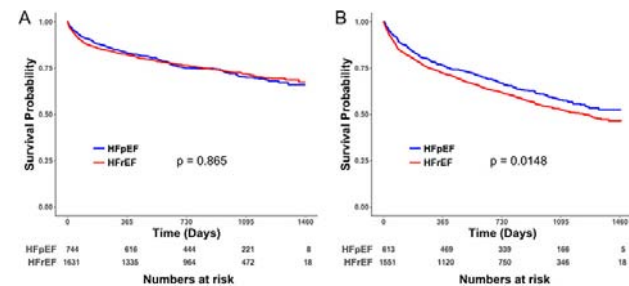 A
Survival Probability
1.00
0.75
0.50
0.25
0.00
HFpEF
HFrEF
p = 0.865
0 365 730 1095 1460
Time (Days)
HFpEF 744 616 444 221 8
HFrEF 1631 1335 964 472 18
Numbers at risk
B
Survival Probability
1.00
0.75
0.50
0.25
0.00
HFpEF
HFrEF
p = 0.0148
0 365 730 1095 1460
Time (Days)
HFpEF 613 469 339 166 5
HFrEF 1551 1120 750 346 18
Numbers at risk